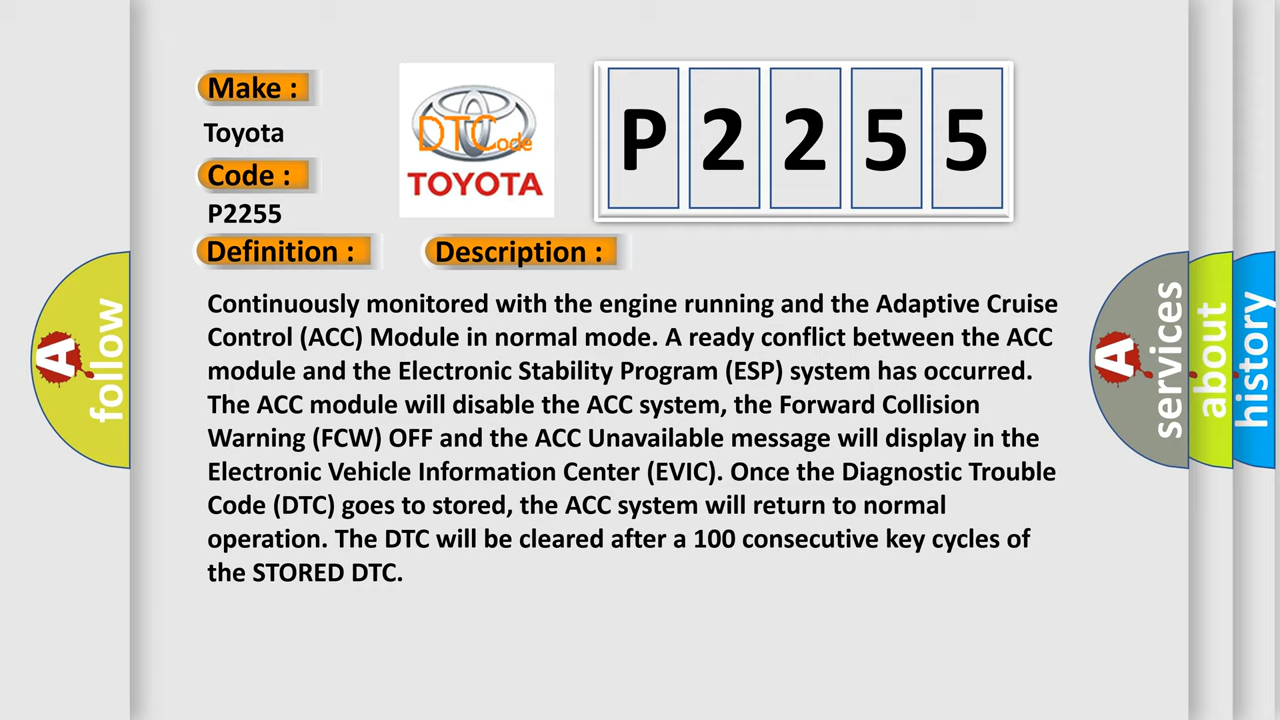 Make :
Toyota
Code :
P2255
Definition :
Description :
DTCode
TOYOTA
P2255
Continuously monitored with the engine running and the Adaptive Cruise
Control (ACC) Module in normal mode. A ready conflict between the ACC
module and the Electronic Stability Program (ESP) system has occurred.
The ACC module will disable the ACC system, the Forward Collision
Warning (FCW) OFF and the ACC Unavailable message will display in the
Electronic Vehicle Information Center (EVIC). Once the Diagnostic Trouble
Code (DTC) goes to stored, the ACC system will return to normal
operation. The DTC will be cleared after a 100 consecutive key cycles of
the STORED DTC.
A follow
A services
about
history